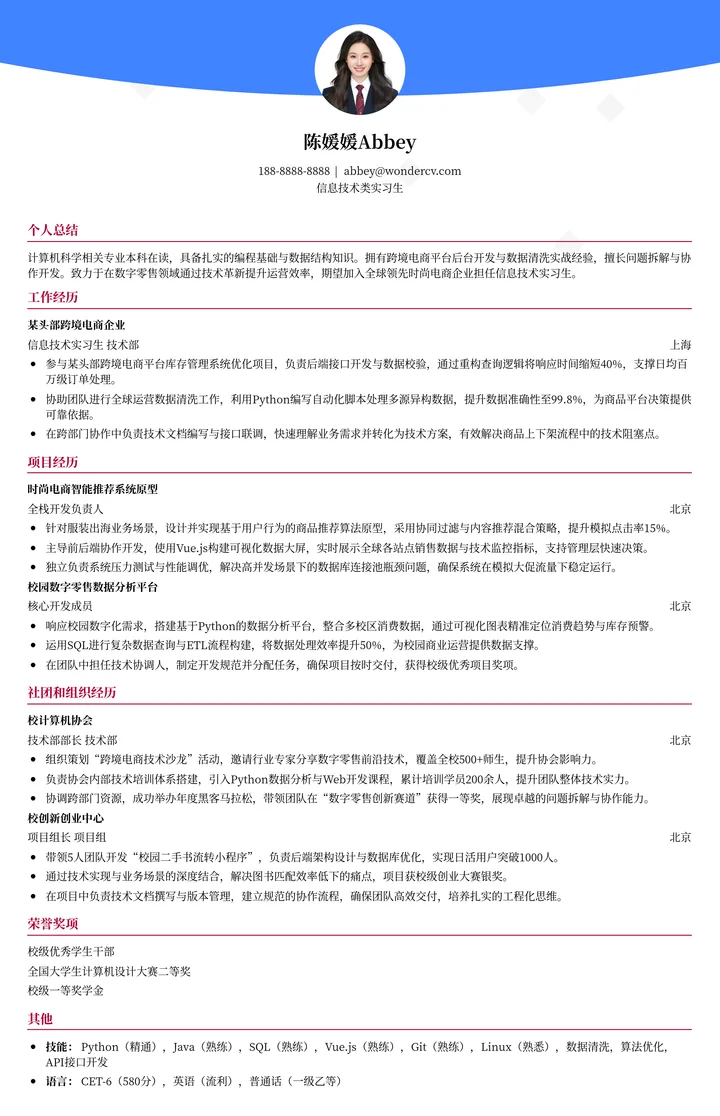 陈媛媛Abbey
188-8888-8888 | abbey@wondercv.com
信息技术类实习生
个人总结
计算机科学相关专业本科在读，具备扎实的编程基础与数据结构知识。拥有跨境电商平台后台开发与数据清洗实战经验，擅长问题拆解与协
作开发。致力于在数字零售领域通过技术革新提升运营效率，期望加入全球领先时尚电商企业担任信息技术实习生。
工作经历
某头部跨境电商企业
信息技术实习生 技术部 上海
• 参与某头部跨境电商平台库存管理系统优化项目，负责后端接口开发与数据校验，通过重构查询逻辑将响应时间缩短40%，支撑日均百
万级订单处理。
• 协助团队进行全球运营数据清洗工作，利用Python编写自动化脚本处理多源异构数据，提升数据准确性至99.8%，为商品平台决策提供
可靠依据。
• 在跨部门协作中负责技术文档编写与接口联调，快速理解业务需求并转化为技术方案，有效解决商品上下架流程中的技术阻塞点。
项目经历
时尚电商智能推荐系统原型
全栈开发负责人 北京
• 针对服装出海业务场景，设计并实现基于用户行为的商品推荐算法原型，采用协同过滤与内容推荐混合策略，提升模拟点击率15%。
• 主导前后端协作开发，使用Vue.js构建可视化数据大屏，实时展示全球各站点销售数据与技术监控指标，支持管理层快速决策。
• 独立负责系统压力测试与性能调优，解决高并发场景下的数据库连接池瓶颈问题，确保系统在模拟大促流量下稳定运行。
校园数字零售数据分析平台
核心开发成员 北京
• 响应校园数字化需求，搭建基于Python的数据分析平台，整合多校区消费数据，通过可视化图表精准定位消费趋势与库存预警。
• 运用SQL进行复杂数据查询与ETL流程构建，将数据处理效率提升50%，为校园商业运营提供数据支撑。
• 在团队中担任技术协调人，制定开发规范并分配任务，确保项目按时交付，获得校级优秀项目奖项。
社团和组织经历
校计算机协会
技术部部长 技术部 北京
• 组织策划“跨境电商技术沙龙”活动，邀请行业专家分享数字零售前沿技术，覆盖全校500+师生，提升协会影响力。
• 负责协会内部技术培训体系搭建，引入Python数据分析与Web开发课程，累计培训学员200余人，提升团队整体技术实力。
• 协调跨部门资源，成功举办年度黑客马拉松，带领团队在“数字零售创新赛道”获得一等奖，展现卓越的问题拆解与协作能力。
校创新创业中心
项目组长 项目组 北京
• 带领5人团队开发“校园二手书流转小程序”，负责后端架构设计与数据库优化，实现日活用户突破1000人。
• 通过技术实现与业务场景的深度结合，解决图书匹配效率低下的痛点，项目获校级创业大赛银奖。
• 在项目中负责技术文档撰写与版本管理，建立规范的协作流程，确保团队高效交付，培养扎实的工程化思维。
荣誉奖项
校级优秀学生干部
全国大学生计算机设计大赛二等奖
校级一等奖学金
其他
• 技能： Python（精通），Java（熟练），SQL（熟练），Vue.js（熟练），Git（熟练），Linux（熟悉），数据清洗，算法优化，
API接口开发
• 语言： CET-6（580分），英语（流利），普通话（一级乙等）